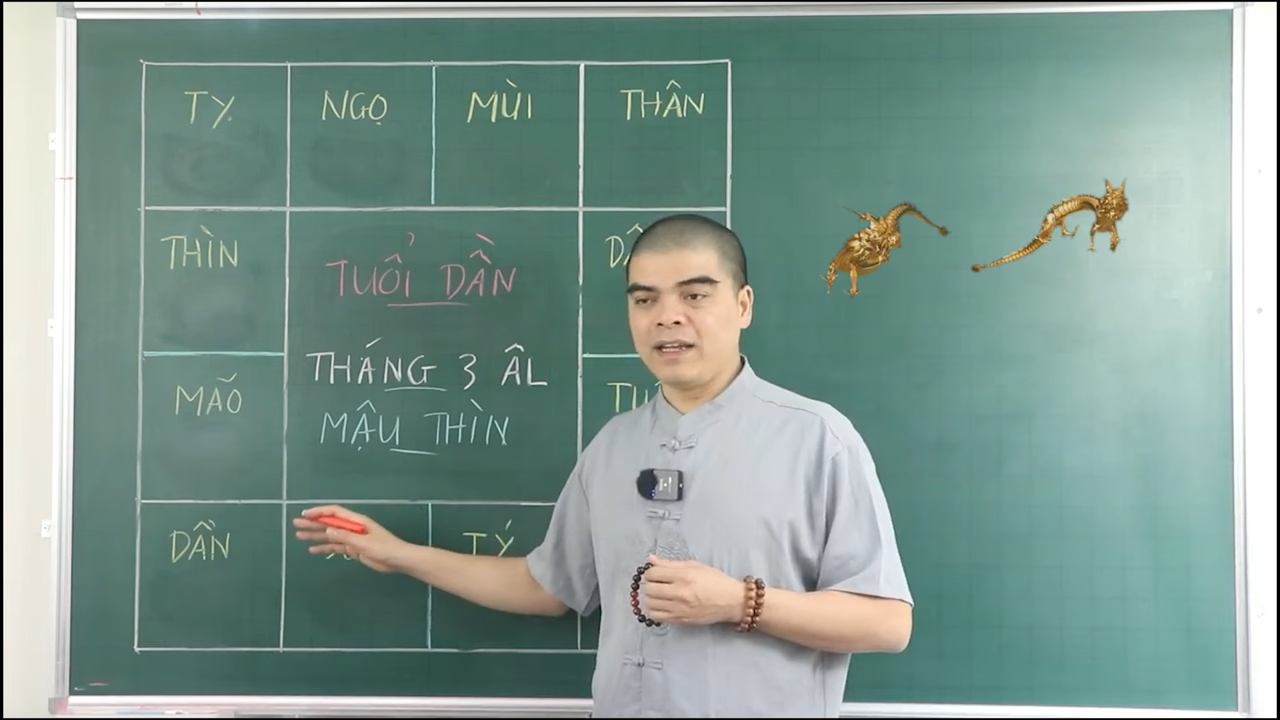 TỴ NGỌ MÙI THÂN
THÌN
TUỔI DẦN
THÁNG 3 ÂL
MÃO
MẬU THÌN
DẦN TÝ